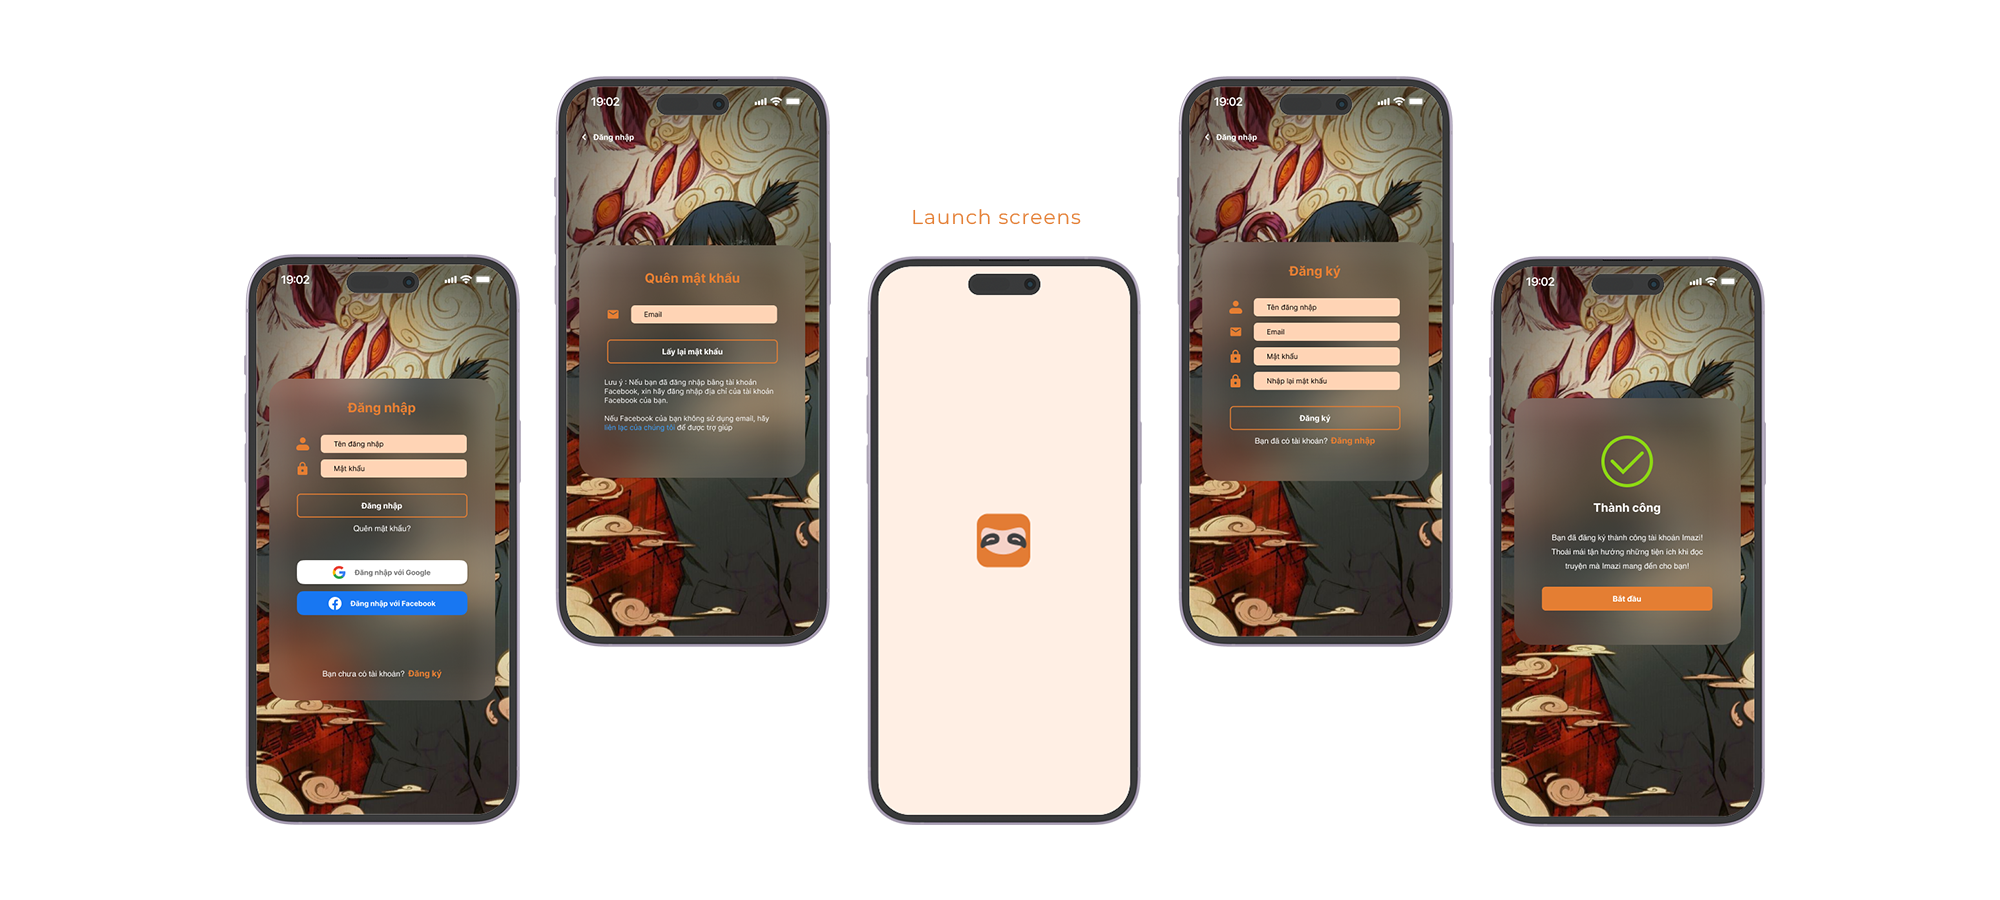 19:02
Đăng nhập
Tên đăng nhập
Mật khẩu
Đăng nhập
Quên mật khẩu?
Đăng nhập với Google
Đăng nhập với Facebook
Bạn chưa có tài khoản? Đăng ký
19:02
Đăng nhập
Quên mật khẩu
Email
Lấy lại mật khẩu
Lưu ý : Nếu bạn đã đăng nhập bằng tài khoản
Facebook, xin hãy đăng nhập địa chỉ của tài khoản
Facebook của bạn.
Nếu Facebook của bạn không sử dụng email, hãy
liên lạc của chúng tôi để được trợ giúp
Launch screens
19:02
Đăng nhập
Đăng ký
Tên đăng nhập
Email
Mật khẩu
Nhập lại mật khẩu
Đăng ký
Bạn đã có tài khoản? Đăng nhập
19:02
Thành công
Bạn đã đăng ký thành công tài khoản Imazi!
Thoải mái tận hưởng những tiện ích khi đọc
truyện mà Imazi mang đến cho bạn!
Bắt đầu